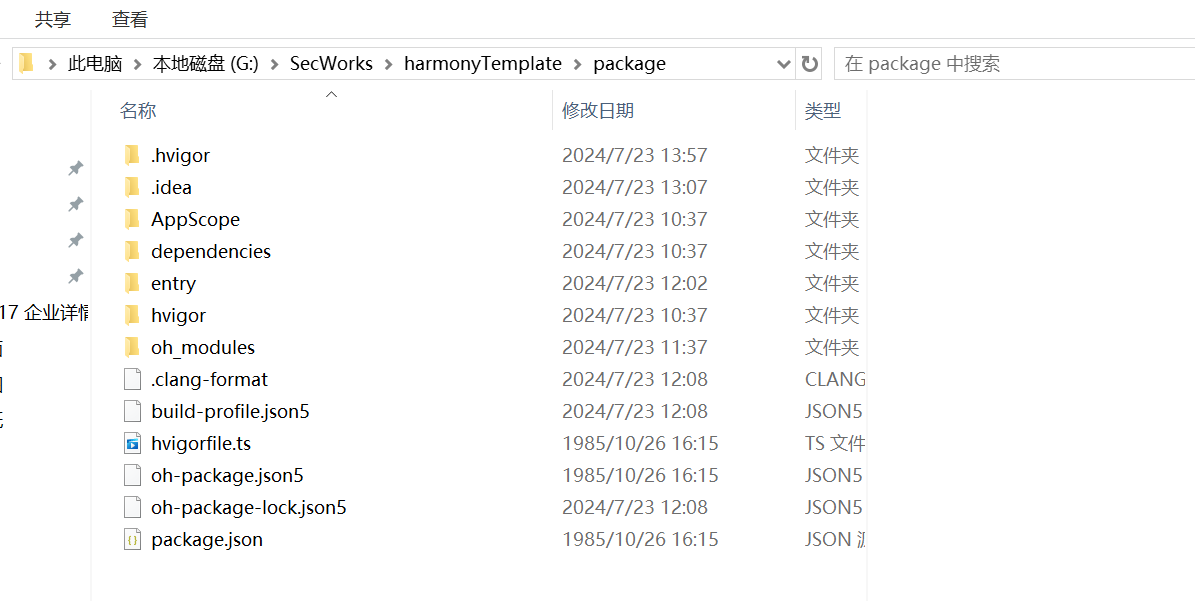 共享 查看
此电脑 本地磁盘 (G:) SecWorks harmonyTemplate package 在 package 中搜索
名称 修改日期 类型
.hvigor 2024/7/23 13:57 文件夹
.idea 2024/7/23 13:07 文件夹
AppScope 2024/7/23 10:37 文件夹
dependencies 2024/7/23 10:37 文件夹
entry 2024/7/23 12:02 文件夹
17 企业详情 hvigor 2024/7/23 10:37 文件夹
oh_modules 2024/7/23 11:37 文件夹
.clang-format 2024/7/23 12:08 CLANG
build-profile.json5 2024/7/23 12:08 JSON5
hvigorfile.ts 1985/10/26 16:15 TS 文件
oh-package.json5 1985/10/26 16:15 JSON5
oh-package-lock.json5 2024/7/23 12:08 JSON5
package.json 1985/10/26 16:15 JSON